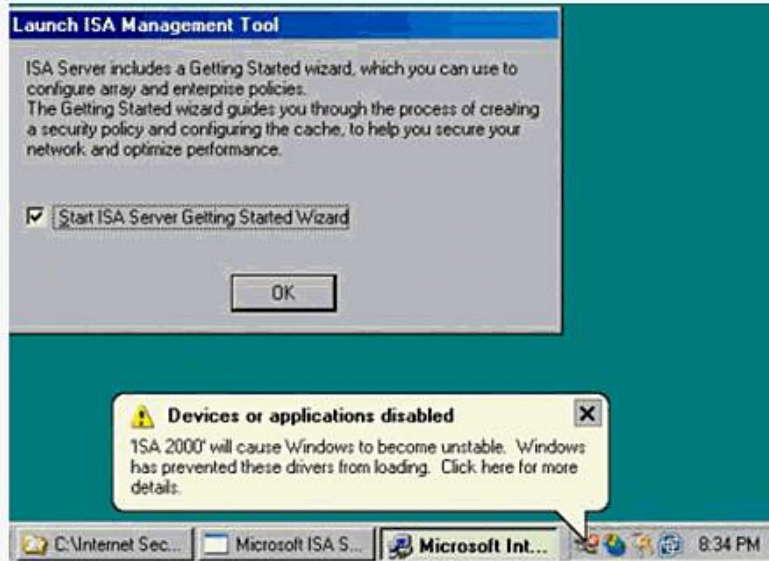 Launch ISA Management Tool
ISA Server includes a Getting Started wizard, which you can use to
configure array and enterprise policies.
The Getting Started wizard guides you through the process of creating
a security policy and configuring the cache, to help you secure your
network and optimize performance.
Start ISA Server Getting Started Wizard
OK
Devices or applications disabled
'ISA 2000' will cause Windows to become unstable. Windows
has prevented these drivers from loading. Click here for more
details.
C:\Internet Sec...
Microsoft ISA S...
Microsoft Int...
8:34 PM